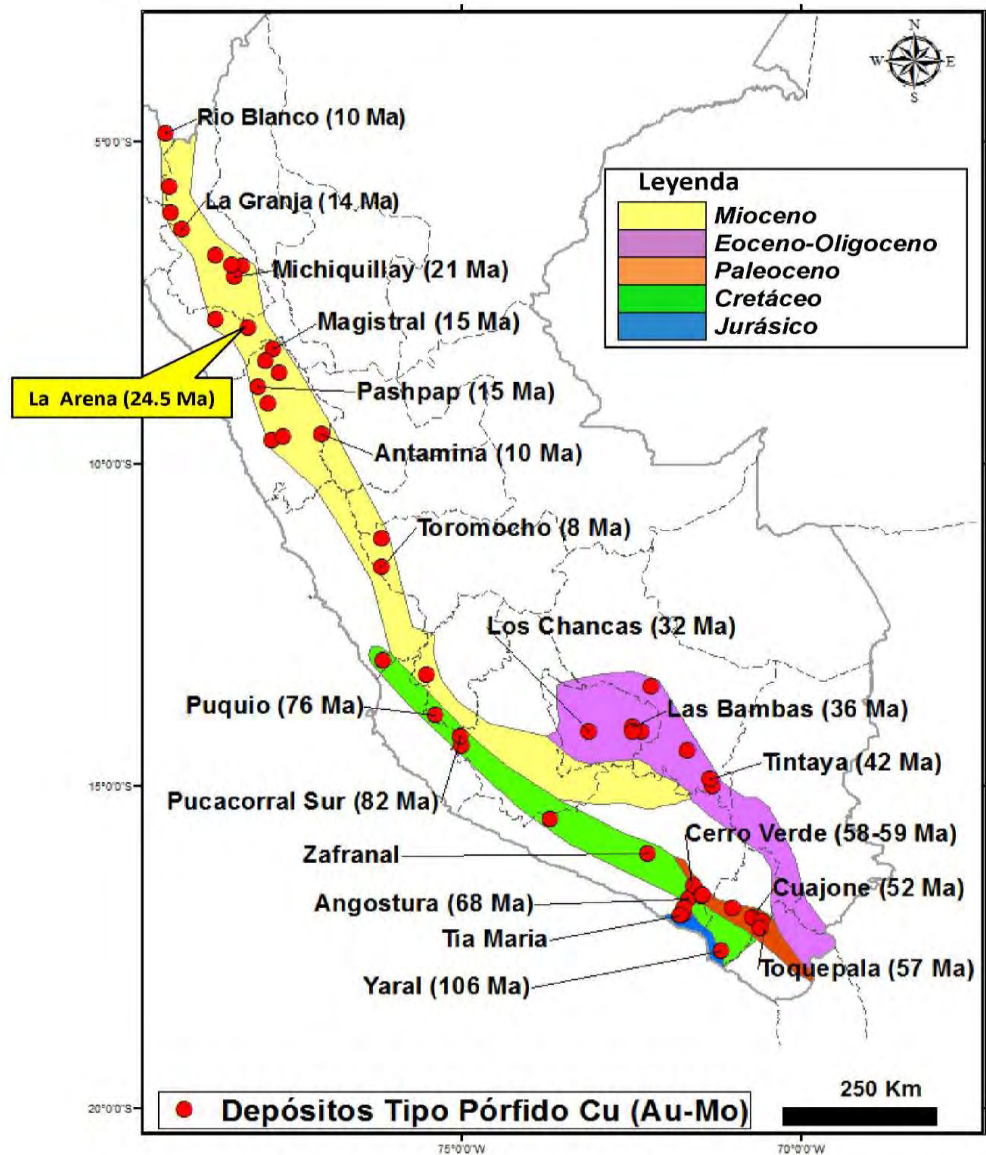 N
W E
S
Rio Blanco (10 Ma)
5°0'0"S
Leyenda
Mioceno
Eoceno-Oligoceno
Paleoceno
Cretáceo
Jurásico
La Granja (14 Ma)
Michiquillay (21 Ma)
Magistral (15 Ma)
La Arena (24.5 Ma)
Pashpap (15 Ma)
Antamina (10 Ma)
10°0'0"S
Toromocho (8 Ma)
Los Chancas (32 Ma)
Puquio (76 Ma)
Las Bambas (36 Ma)
Tintaya (42 Ma)
15°0'0"S
Pucacorral Sur (82 Ma)
Cerro Verde (58-59 Ma)
Zafranal
Cuajone (52 Ma)
Angostura (68 Ma)
Tia Maria
Toquepala (57 Ma)
Yaral (106 Ma)
250 Km
20°0'0"S
Depósitos Tipo Pórfido Cu (Au-Mo)
75°0'0"W
70°0'0"W